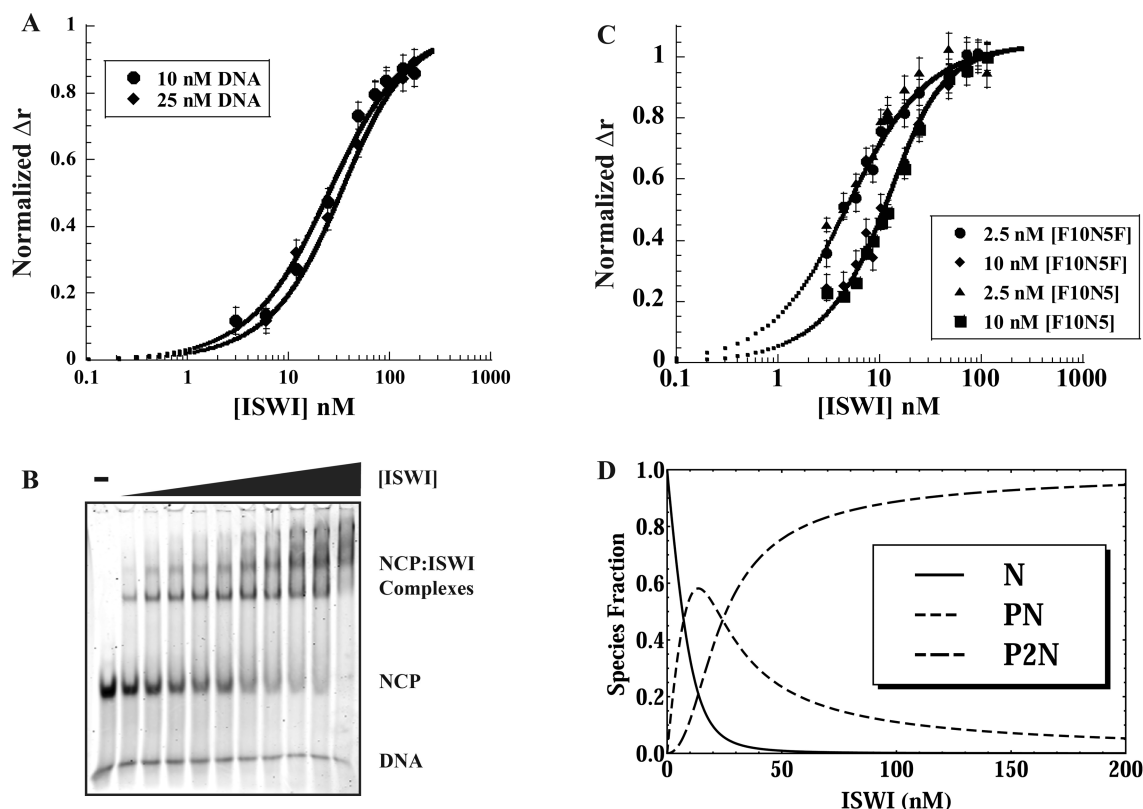 A
1
0.8
0.6
0.4
0.2
0
Normalized Δr
10 nM DNA
25 nM DNA
0.1 1 10 100 1000
[ISWI] nM
C
1
0.8
0.6
0.4
0.2
0
Normalized Δr
2.5 nM [F10N5F]
10 nM [F10N5F]
2.5 nM [F10N5]
10 nM [F10N5]
0.1 1 10 100 1000
[ISWI] nM
B
-
[ISWI]
NCP:ISWI
Complexes
NCP
DNA
D
1.0
0.8
0.6
0.4
0.2
0.0
Species Fraction
N
PN
P2N
0 50 100 150 200
ISWI (nM)